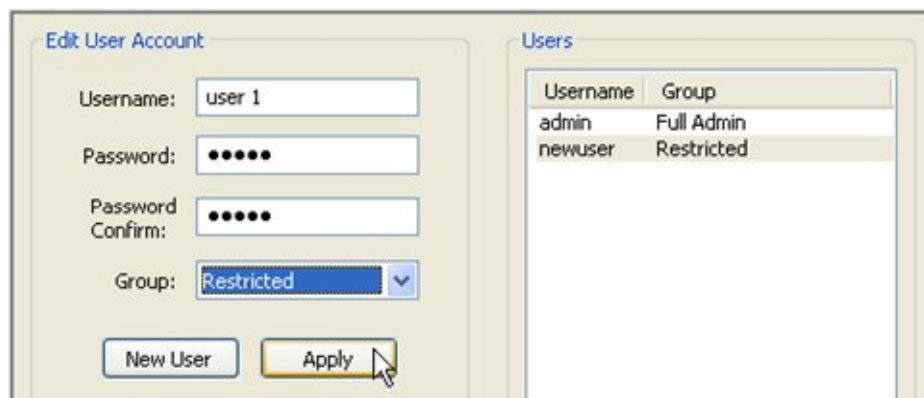 Edit User Account
Username: user 1
Password: •••••
Password
Confirm: •••••
Group: Restricted
New User Apply
Users
Username Group
admin Full Admin
newuser Restricted